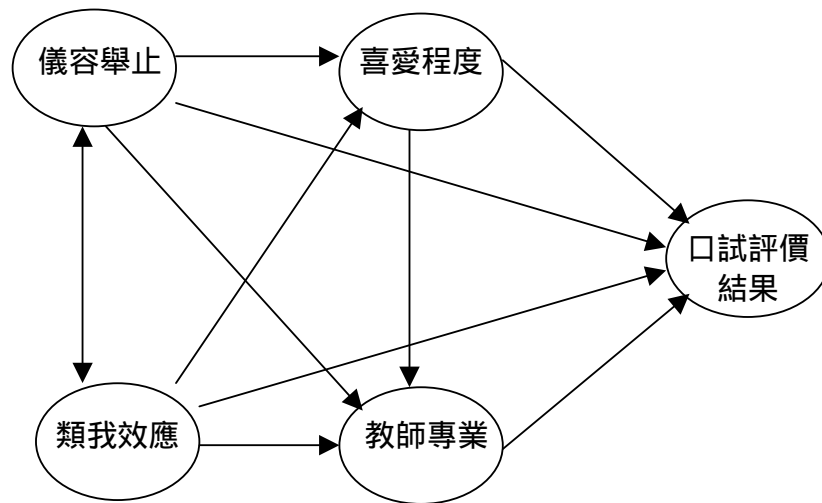 儀容舉止
喜愛程度
口試評價
結果
類我效應
教師專業